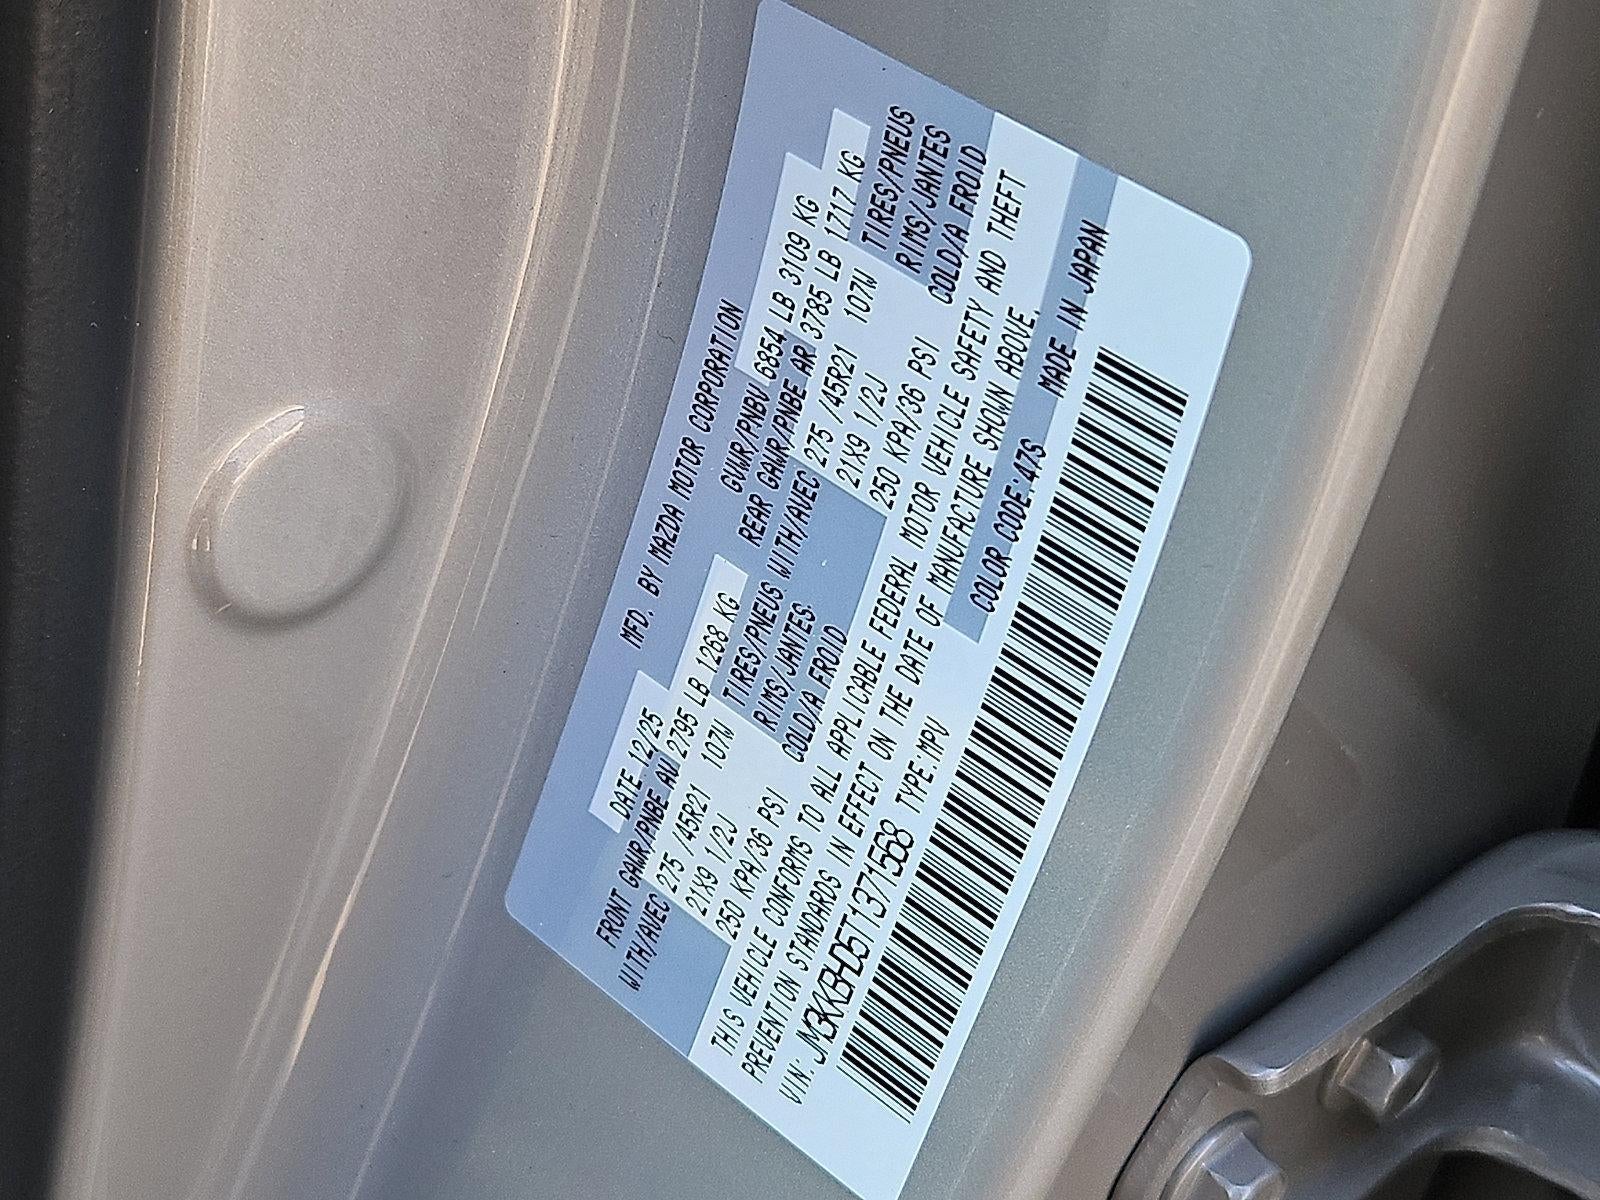 MFD. BY MAZDA MOTOR CORPORATION
DATE 12/25 GVWR/PNBV 6854 LB 3109 KG
FRONT GAWR/PNBE AV 2795 LB 1268 KG REAR GAWR/PNBE AR 3785 LB 1717 KG
WITH/AVEC 275 /45R21 107W TIRES/PNEUS WITH/AVEC 275 /45R21 107W TIRES/PNEUS
21X9 1/2J RIMS/JANTES. 21X9 1/2J RIMS/JANTES
250 KPA/36 PSI COLD/A FROID 250 KPA/36 PSI COLD/A FROID
THIS VEHICLE CONFORMS TO ALL APPLICABLE FEDERAL MOTOR VEHICLE SAFETY AND THEFT
PREVENTION STANDARDS IN EFFECT ON THE DATE OF MANUFACTURE SHOWN ABOVE.
VIN: JM3KKBHD5T1371568 TYPE:MPV COLOR CODE:47S MADE IN JAPAN